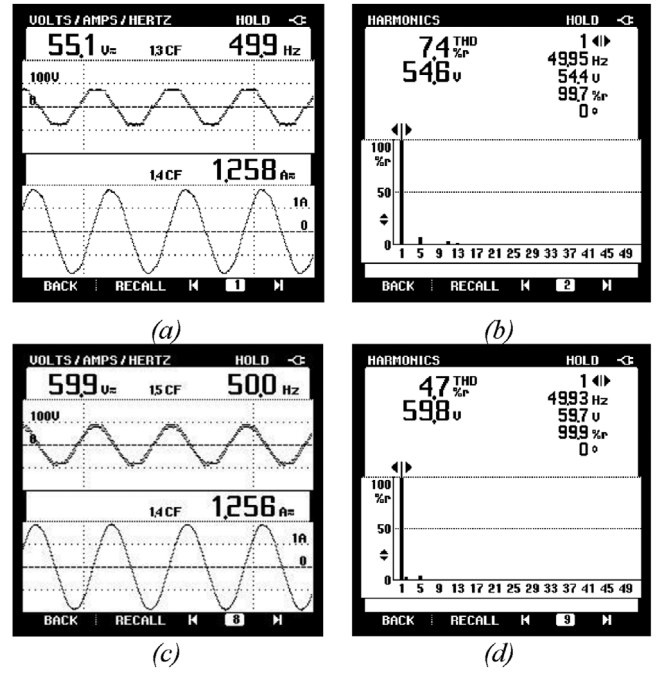 VOLTS/AMPS/HERTZ HOLD
55.1 V≂ 1.3 CF 49.9 Hz
100V
0
1.4 CF 1.258 A≂
1A
0
BACK RECALL 1
(a)
HARMONICS HOLD
7.4 THD %r 1
54.6 V 49.95 Hz
54.4 V
99.7 %r
0 °
100
%r
50
0
1 5 9 13 17 21 25 29 33 37 41 45 49
BACK RECALL 2
(b)
VOLTS/AMPS/HERTZ HOLD
59.9 V≂ 1.5 CF 50.0 Hz
100V
0
1.4 CF 1.256 A≂
1A
0
BACK RECALL 8
(c)
HARMONICS HOLD
4.7 THD %r 1
59.8 V 49.93 Hz
59.7 V
99.9 %r
0 °
100
%r
50
0
1 5 9 13 17 21 25 29 33 37 41 45 49
BACK RECALL 9
(d)